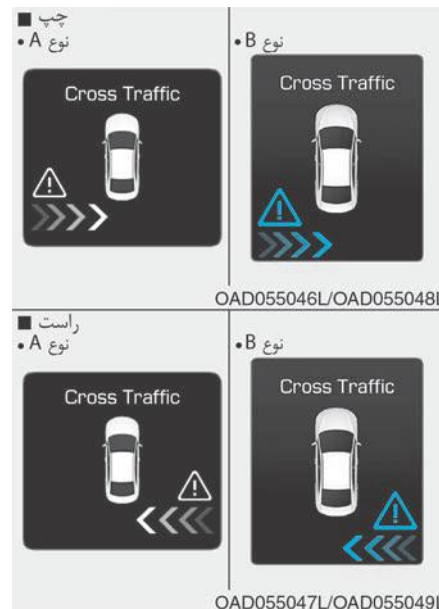 ■ چپ
• نوع A
• نوع B
Cross Traffic
Cross Traffic
OAD055046L/OAD055048L
■ راست
• نوع A
• نوع B
Cross Traffic
Cross Traffic
OAD055047L/OAD055049L